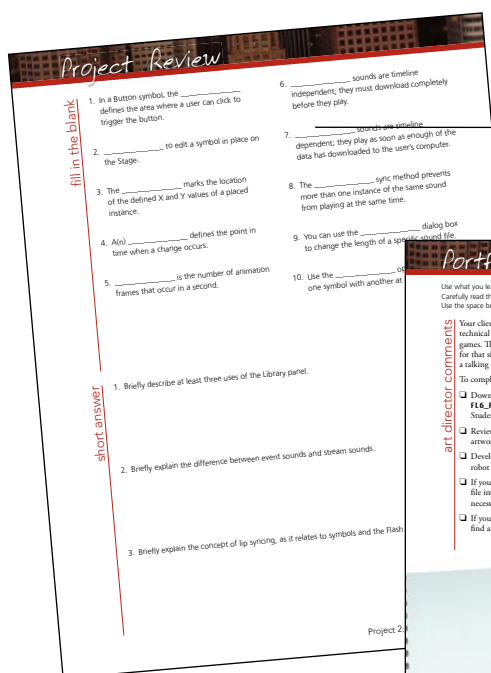 Project Review
fill in the blank
1. In a Button symbol, the ______________
defines the area where a user can click to
trigger the button.
2. ______________ to edit a symbol in place on
the Stage.
3. The ______________ marks the location
of the defined X and Y values of a placed
instance.
4. A(n) ______________ defines the point in
time when a change occurs.
5. ______________ is the number of animation
frames that occur in a second.
6. ______________ sounds are timeline
independent; they must download completely
before they play.
7. ______________ sounds are timeline
dependent; they play as soon as enough of the
data has downloaded to the user's computer.
8. The ______________ sync method prevents
more than one instance of the same sound
from playing at the same time.
9. You can use the ______________ dialog box
to change the length of a specific sound file.
10. Use the ______________ op
one symbol with another at
short answer
1. Briefly describe at least three uses of the Library panel.
2. Briefly explain the difference between event sounds and stream sounds.
3. Briefly explain the concept of lip syncing, as it relates to symbols and the Flash
Project 2:
Portf
Use what you lea
Carefully read th
Use the space be
art director comments
Your clien
technical
games. Th
for that si
a talking
To compl
❑ Down
FL6_P
Stude
❑ Review
artwo
❑ Devel
robot
❑ If you
file in
necess
❑ If you
find a